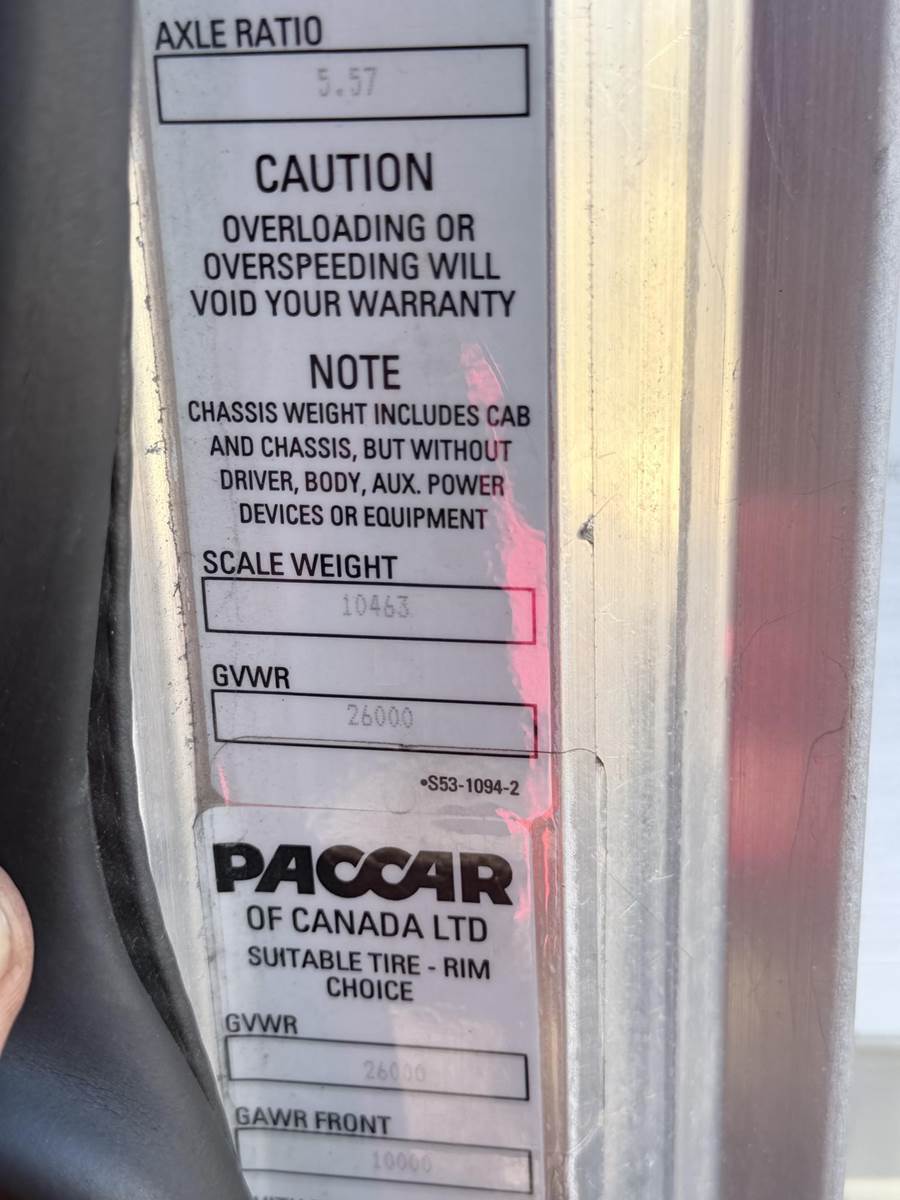 AXLE RATIO
5.57
CAUTION
OVERLOADING OR
OVERSPEEDING WILL
VOID YOUR WARRANTY
NOTE
CHASSIS WEIGHT INCLUDES CAB
AND CHASSIS, BUT WITHOUT
DRIVER, BODY, AUX. POWER
DEVICES OR EQUIPMENT
SCALE WEIGHT
10463
GVWR
26000
•S53-1094-2
PACCAR
OF CANADA LTD
SUITABLE TIRE - RIM
CHOICE
GVWR
26000
GAWR FRONT
10000